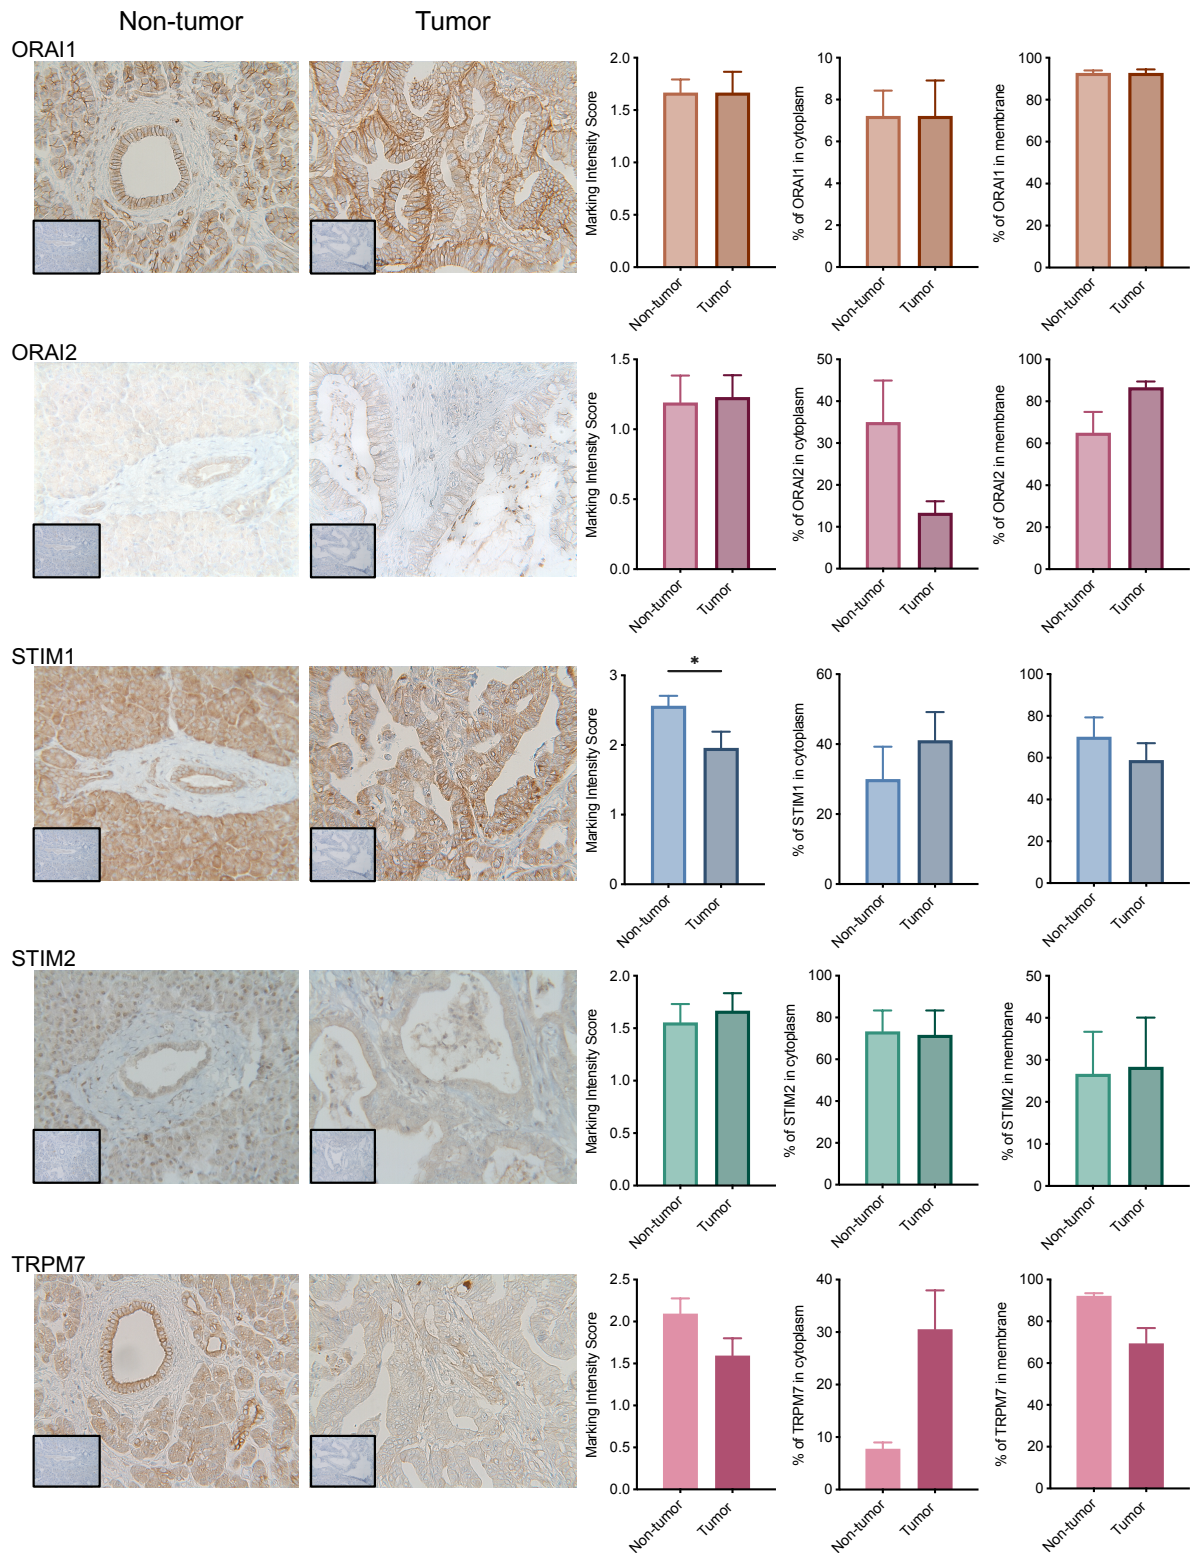 Non-tumor
Tumor
ORAI1
Marking Intensity Score
2.0
1.5
1.0
0.5
0.0
Non-tumor
Tumor
% of ORAI1 in cytoplasm
10
8
6
4
2
0
Non-tumor
Tumor
% of ORAI1 in membrane
100
80
60
40
20
0
Non-tumor
Tumor
ORAI2
Marking Intensity Score
1.5
1.0
0.5
0.0
Non-tumor
Tumor
% of ORAI2 in cytoplasm
50
40
30
20
10
0
Non-tumor
Tumor
% of ORAI2 in membrane
100
80
60
40
20
0
Non-tumor
Tumor
STIM1
Marking Intensity Score
3
2
1
0
*
Non-tumor
Tumor
% of STIM1 in cytoplasm
60
40
20
0
Non-tumor
Tumor
% of STIM1 in membrane
100
80
60
40
20
0
Non-tumor
Tumor
STIM2
Marking Intensity Score
2.0
1.5
1.0
0.5
0.0
Non-tumor
Tumor
% of STIM2 in cytoplasm
100
80
60
40
20
0
Non-tumor
Tumor
% of STIM2 in membrane
50
40
30
20
10
0
Non-tumor
Tumor
TRPM7
Marking Intensity Score
2.5
2.0
1.5
1.0
0.5
0.0
Non-tumor
Tumor
% of TRPM7 in cytoplasm
40
30
20
10
0
Non-tumor
Tumor
% of TRPM7 in membrane
100
80
60
40
20
0
Non-tumor
Tumor